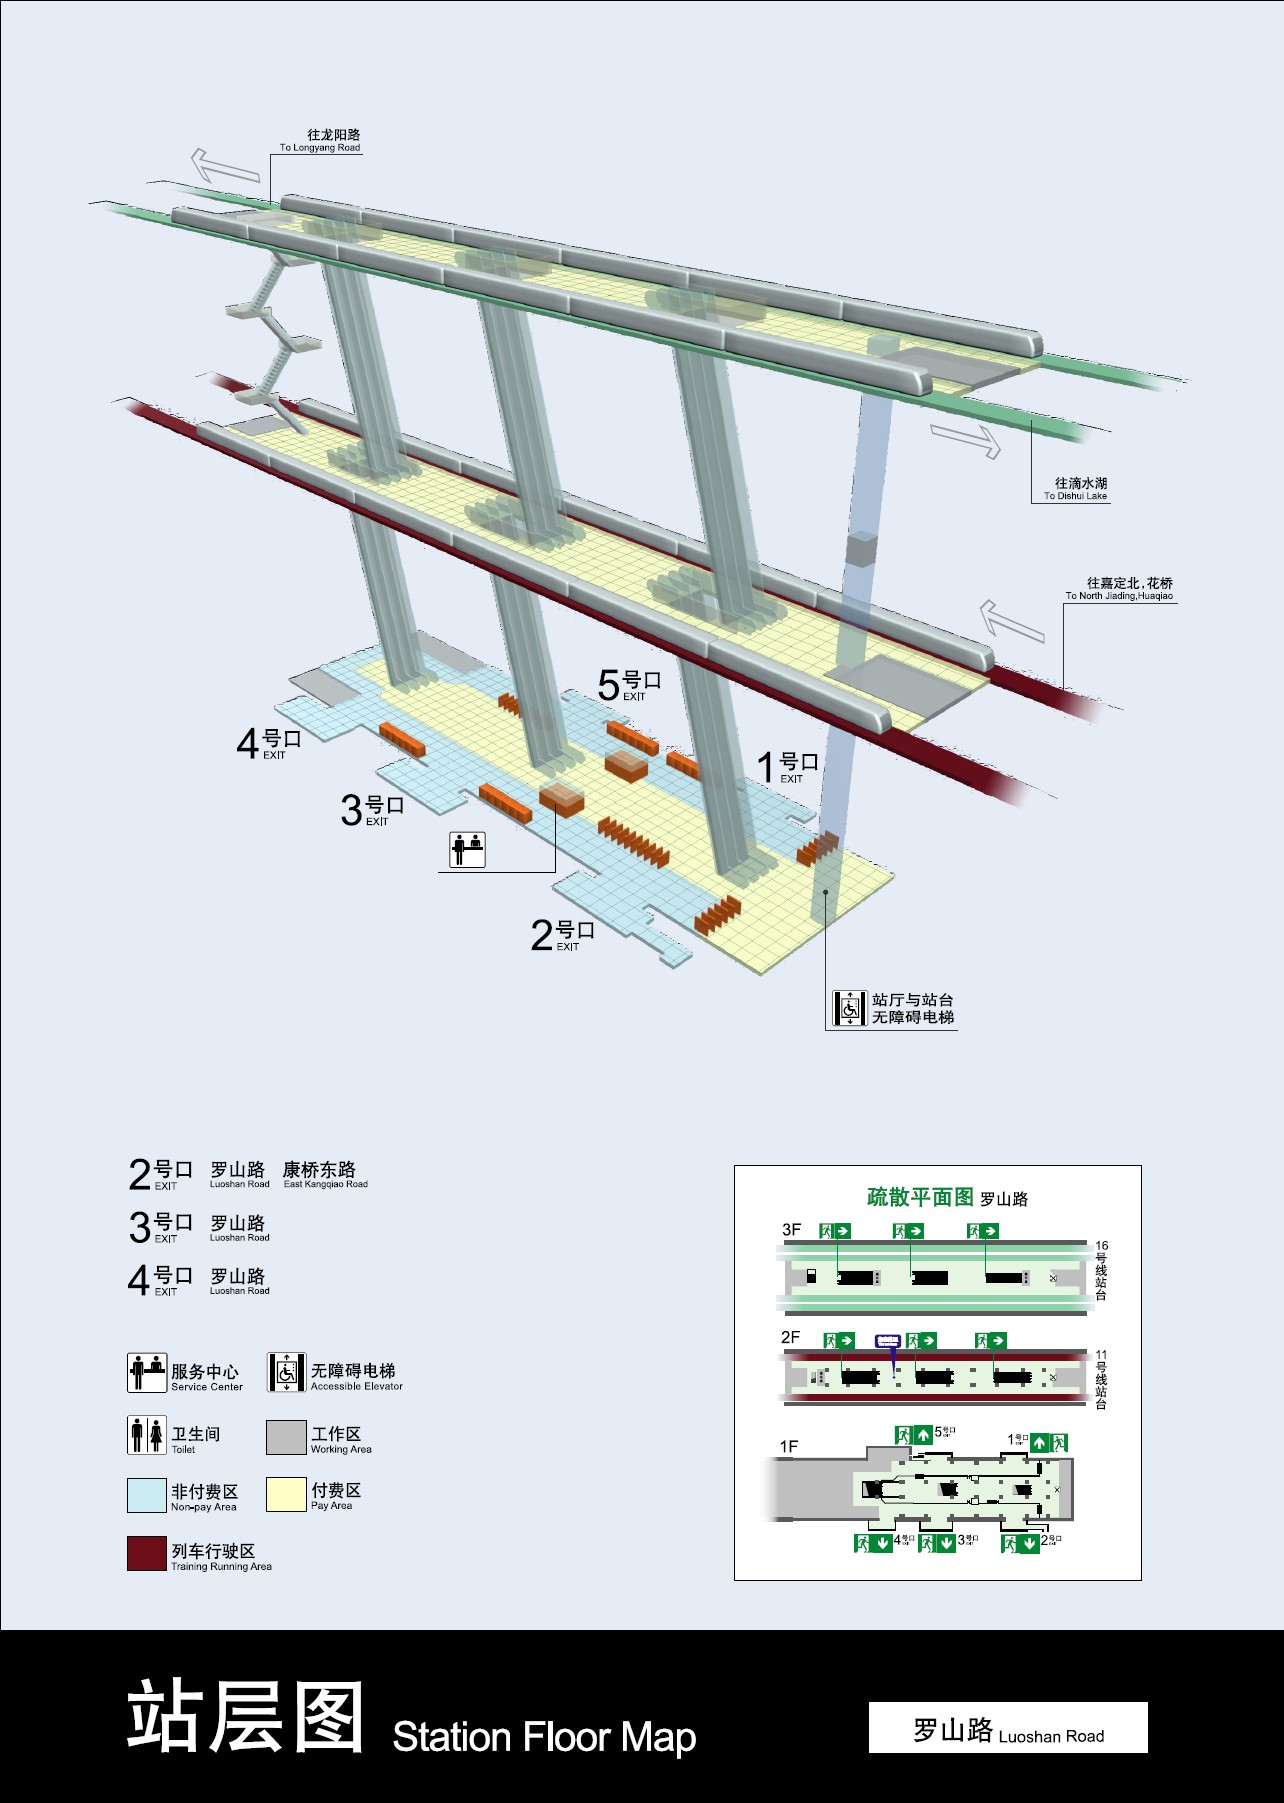 往龙阳路
To Longyang Road
往滴水湖
To Dishui Lake
往嘉定北,花桥
To North Jiading,Huaqiao
5号口
EXIT
4号口
EXIT
1号口
EXIT
3号口
EXIT
2号口
EXIT
站厅与站台
无障碍电梯
2号口 罗山路 康桥东路
EXIT Luoshan Road East Kangqiao Road
3号口 罗山路
EXIT Luoshan Road
4号口 罗山路
EXIT Luoshan Road
服务中心 无障碍电梯
Service Center Accessible Elevator
卫生间 工作区
Toilet Working Area
非付费区 付费区
Non-pay Area Pay Area
列车行驶区
Training Running Area
疏散平面图 罗山路
3F
16号线站台
2F
11号线站台
1F
5号口
EXIT
1号口
EXIT
4号口
EXIT
3号口
EXIT
2号口
EXIT
站层图 Station Floor Map
罗山路 Luoshan Road